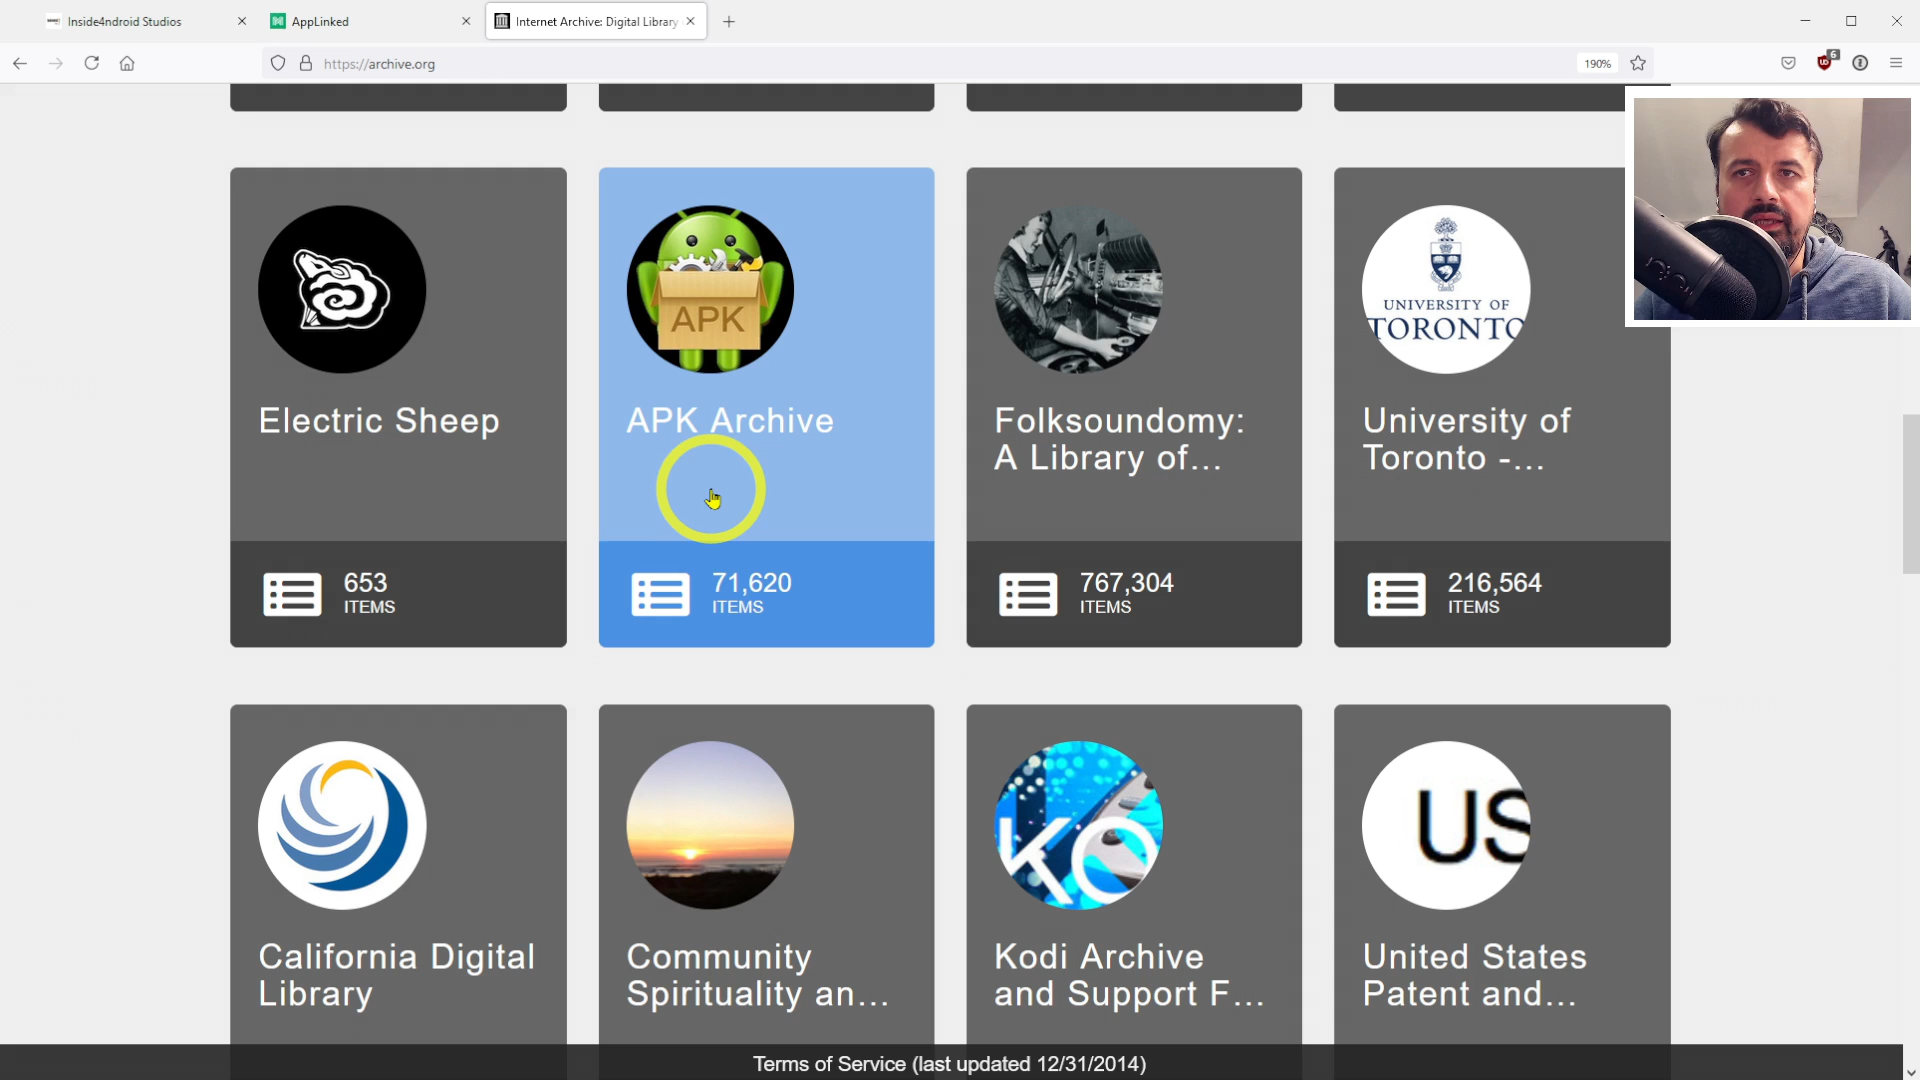 Inside4ndroid Studios
AppLinked
Internet Archive: Digital Library
https://archive.org
190%
6
Electric Sheep
653
ITEMS
APK
APK Archive
71,620
ITEMS
Folksoundomy:
A Library of...
767,304
ITEMS
UNIVERSITY OF
TORONTO
University of
Toronto -...
216,564
ITEMS
California Digital
Library
Community
Spirituality an...
KO
Kodi Archive
and Support F...
US
United States
Patent and...
Terms of Service (last updated 12/31/2014)